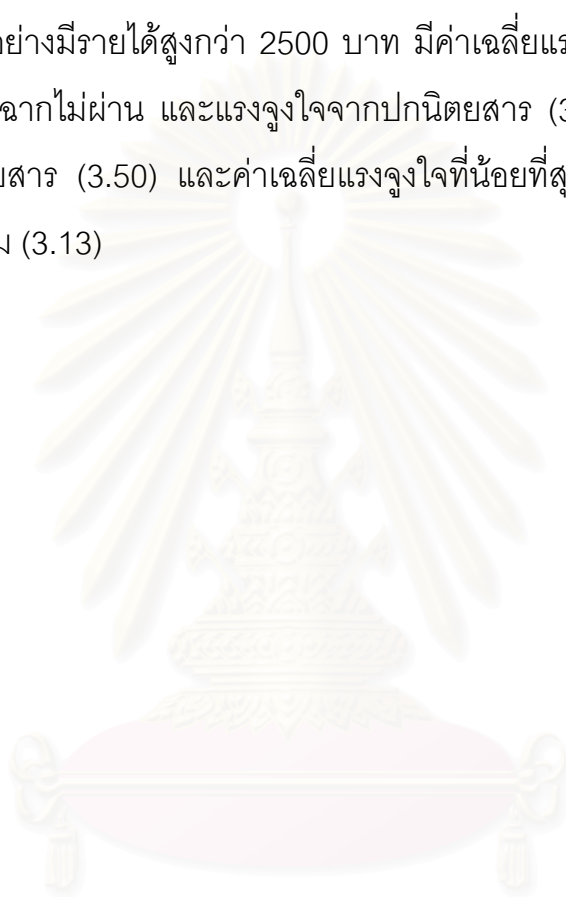 อย่างมีรายได้สูงกว่า 2500 บาท มีค่าเฉลี่ยแร
ฉากไม่ผ่าน และแรงจูงใจจากปกนิตยสาร (3
ยสาร (3.50) และค่าเฉลี่ยแรงจูงใจที่น้อยที่สุ
(3.13)